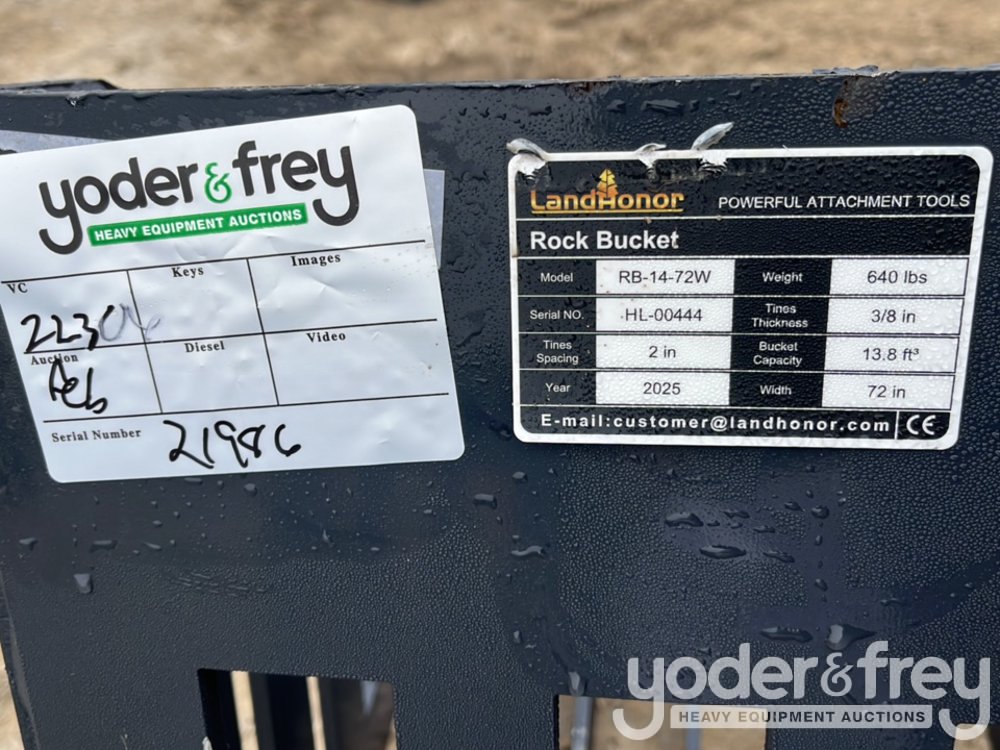 yoder&frey
HEAVY EQUIPMENT AUCTIONS
VC
Keys
Images
Auction
Diesel
Video
Feb
Serial Number
21986
LandHonor POWERFUL ATTACHMENT TOOLS
Rock Bucket
Model RB-14-72W Weight 640 lbs
Serial NO. HL-00444 Tines Thickness 3/8 in
Tines Spacing 2 in Bucket Capacity 13.8 ft³
Year 2025 Width 72 in
E-mail:customer@landhonor.com CE
yoder&frey
HEAVY EQUIPMENT AUCTIONS